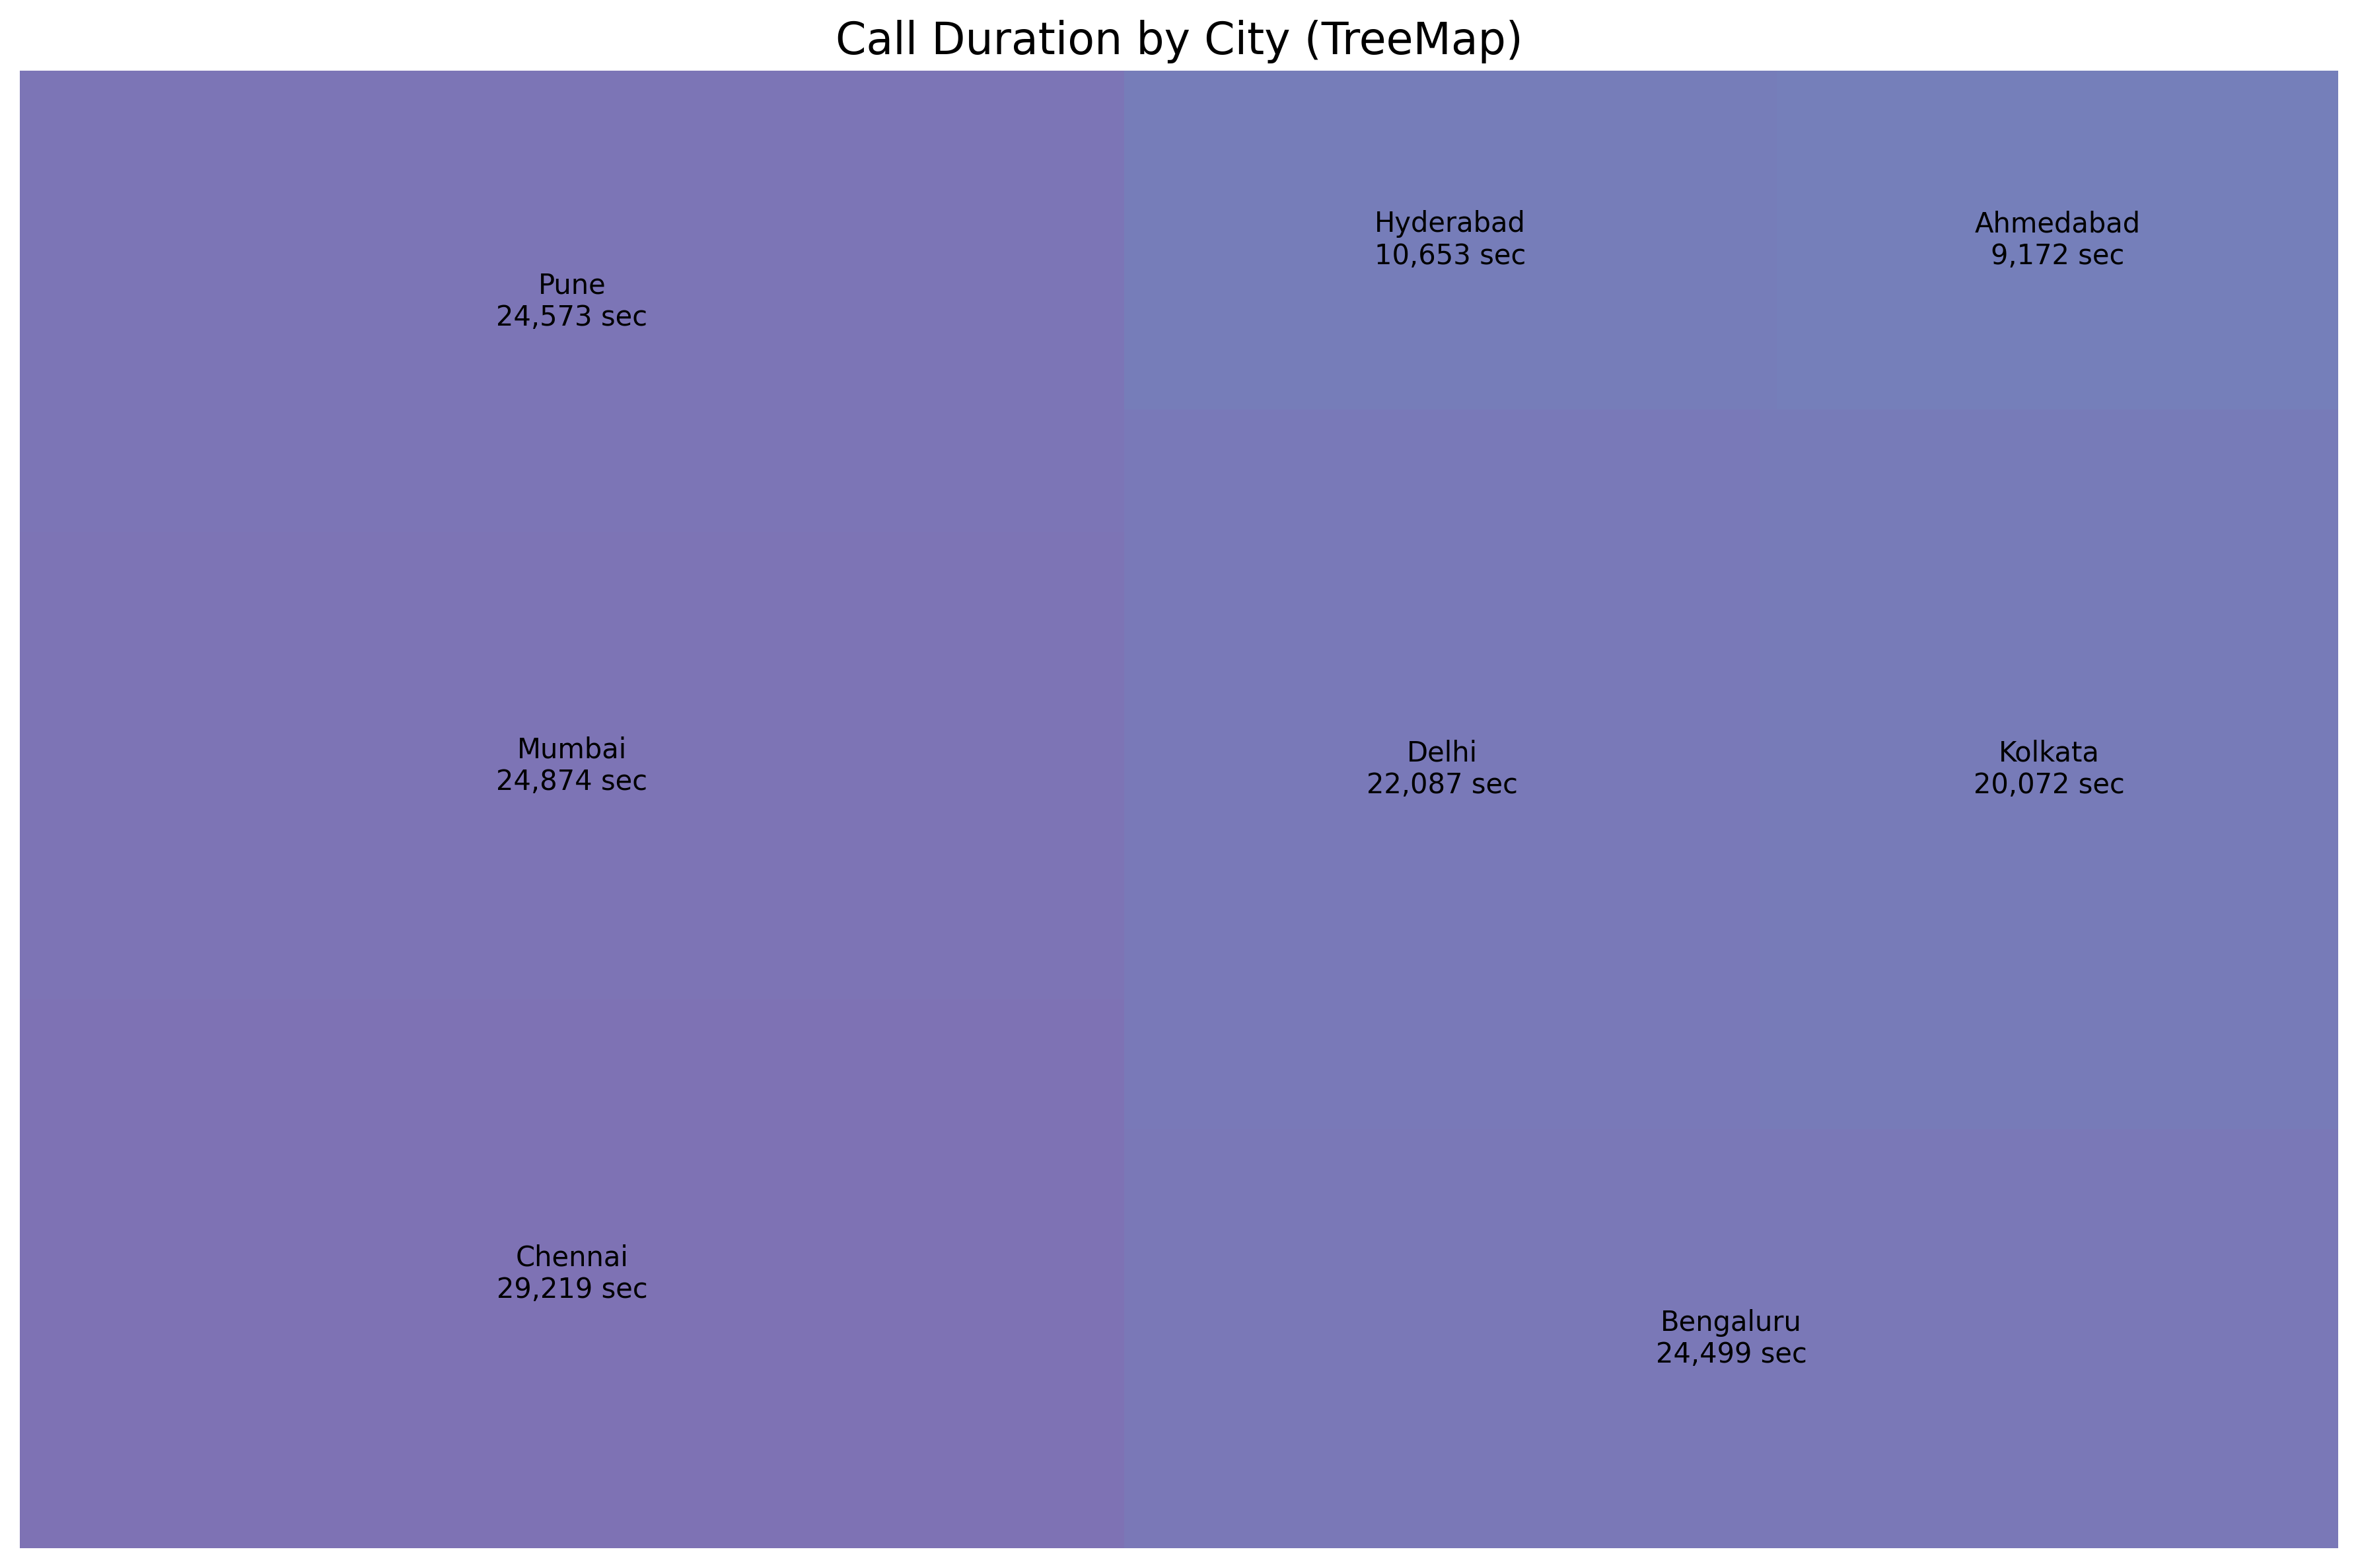 Call Duration by City (TreeMap)
Pune
24,573 sec
Hyderabad
10,653 sec
Ahmedabad
9,172 sec
Mumbai
24,874 sec
Delhi
22,087 sec
Kolkata
20,072 sec
Chennai
29,219 sec
Bengaluru
24,499 sec